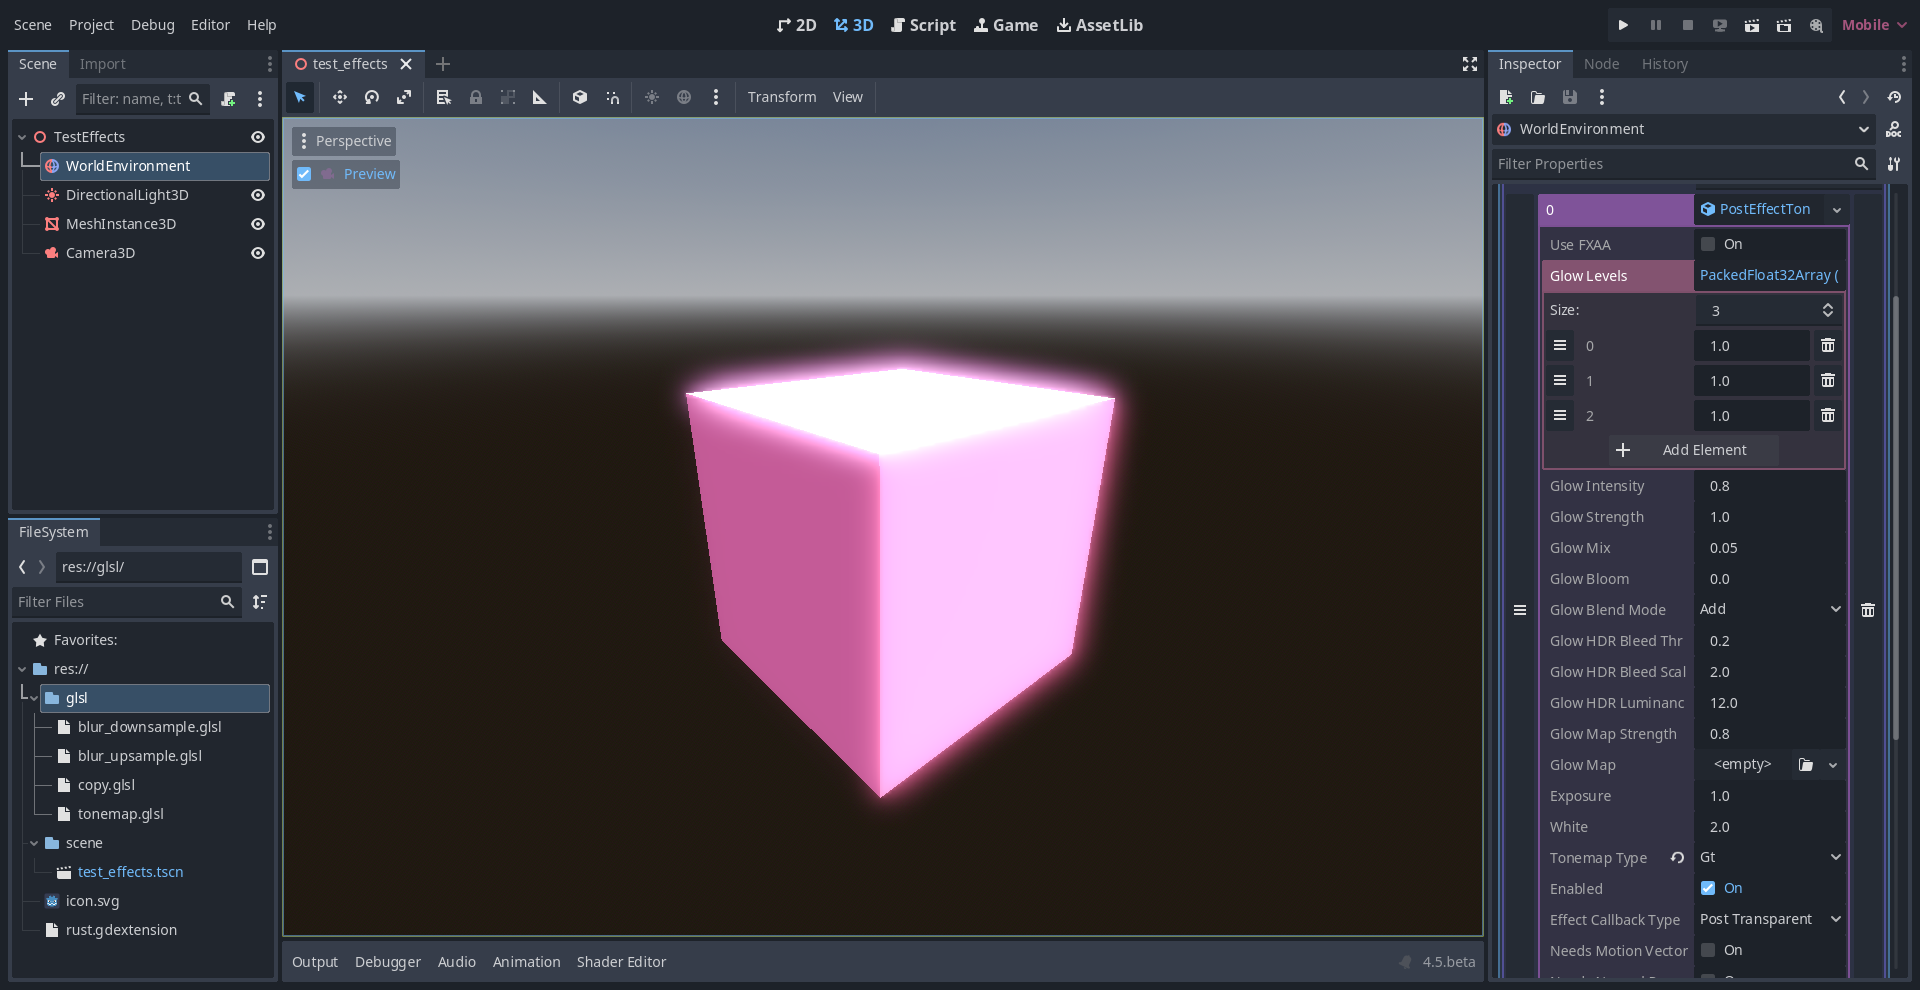 Scene Project Debug Editor Help
2D 3D Script Game AssetLib
Mobile
Scene Import
Filter: name, t:t
TestEffects
WorldEnvironment
DirectionalLight3D
MeshInstance3D
Camera3D
FileSystem
res://glsl/
Filter Files
Favorites:
res://
glsl
blur_downsample.glsl
blur_upsample.glsl
copy.glsl
tonemap.glsl
scene
test_effects.tscn
icon.svg
rust.gdextension
test_effects
Transform View
Perspective
Preview
Output Debugger Audio Animation Shader Editor
4.5.beta
Inspector Node History
WorldEnvironment
DOC
Filter Properties
0 PostEffectTon
Use FXAA On
Glow Levels PackedFloat32Array (
Size: 3
0 1.0
1 1.0
2 1.0
Add Element
Glow Intensity 0.8
Glow Strength 1.0
Glow Mix 0.05
Glow Bloom 0.0
Glow Blend Mode Add
Glow HDR Bleed Thr 0.2
Glow HDR Bleed Scal 2.0
Glow HDR Luminanc 12.0
Glow Map Strength 0.8
Glow Map <empty>
Exposure 1.0
White 2.0
Tonemap Type Gt
Enabled On
Effect Callback Type Post Transparent
Needs Motion Vector On